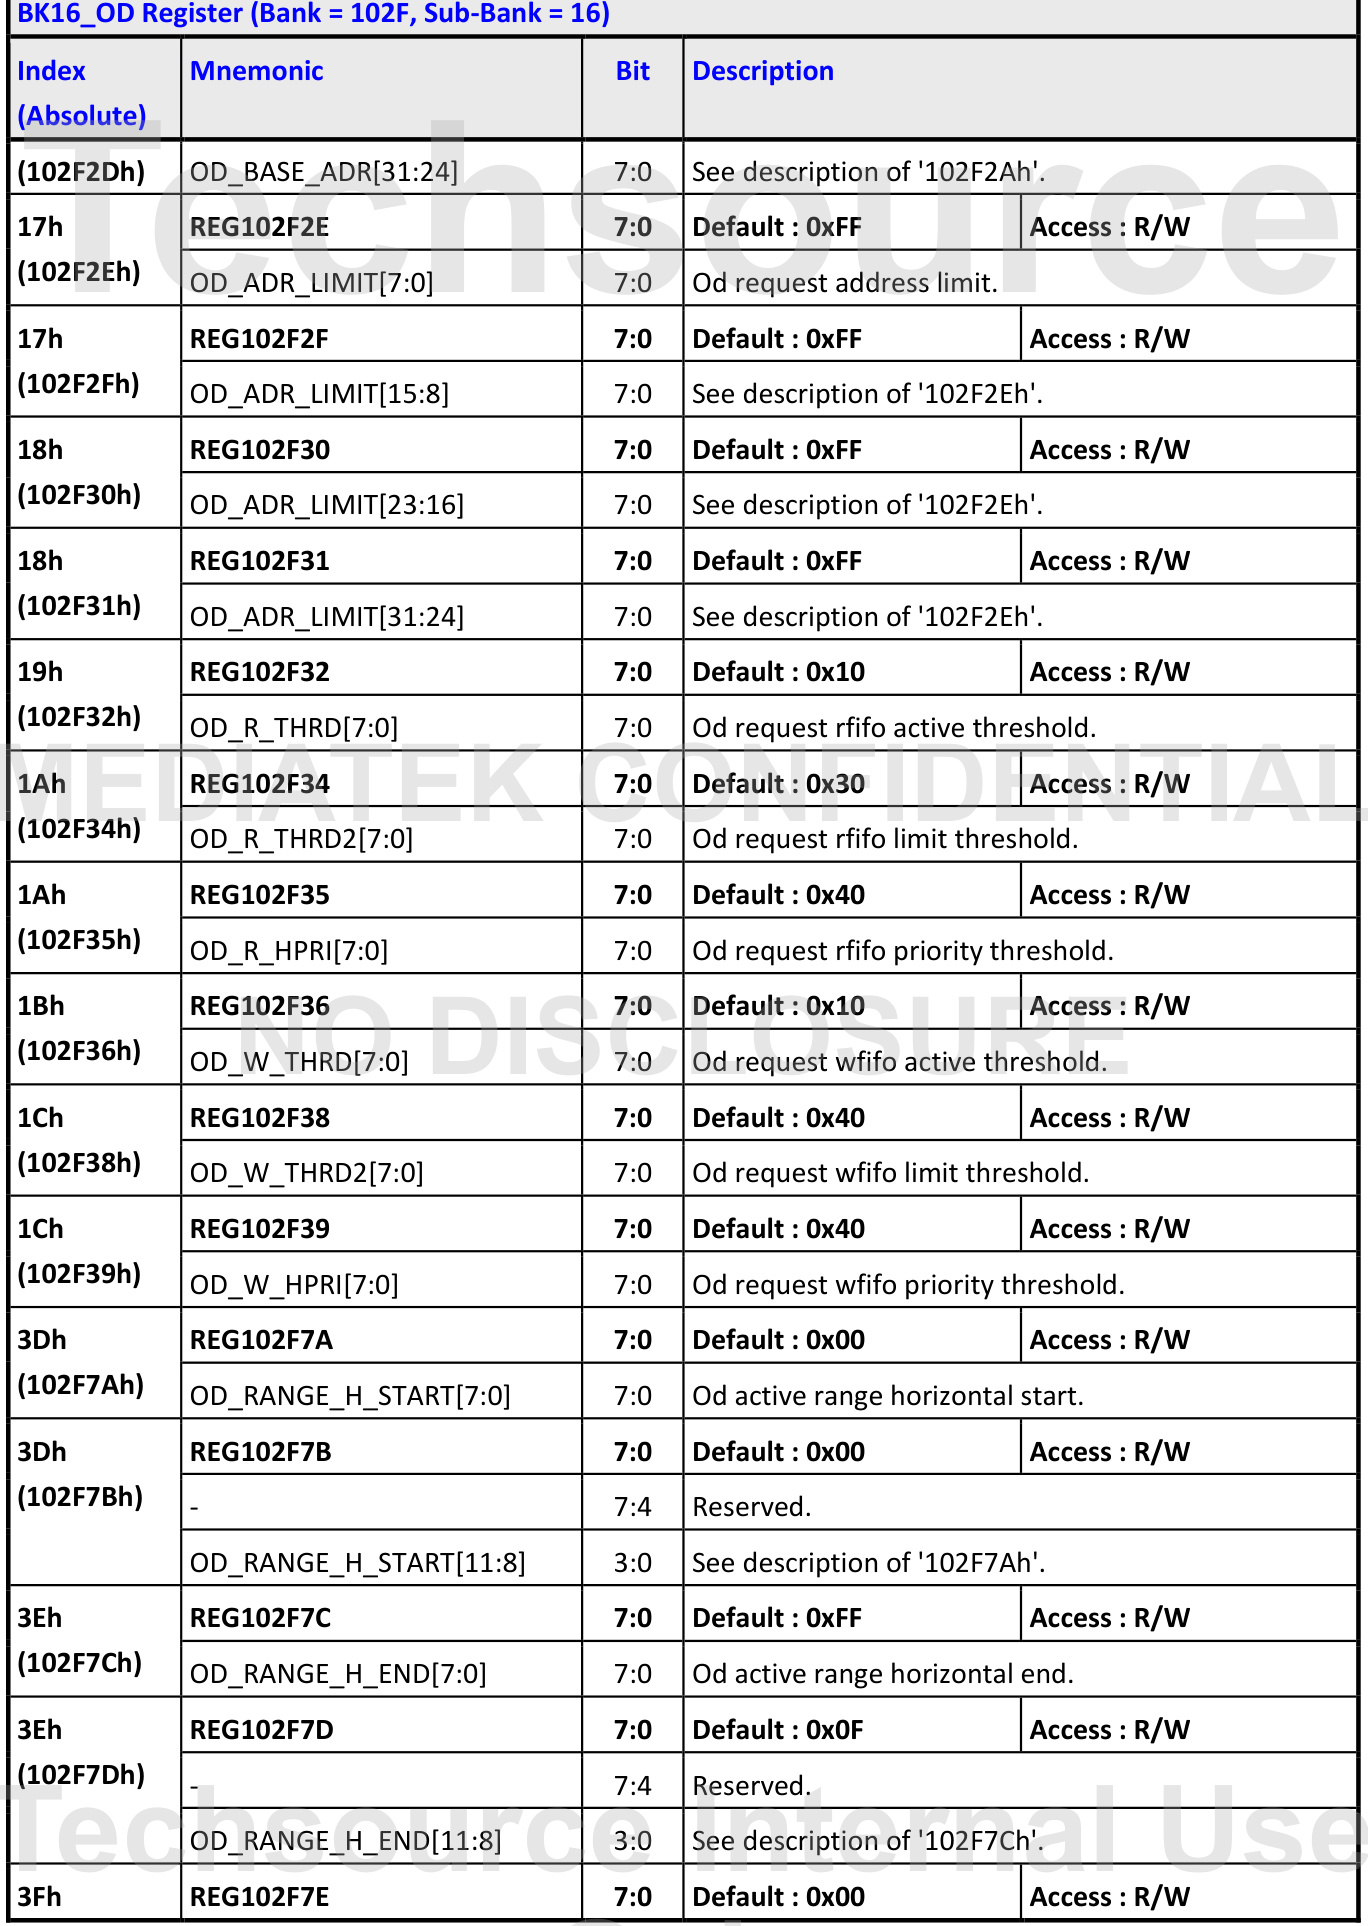 BK16_OD Register (Bank = 102F, Sub-Bank = 16)
Index (Absolute) Mnemonic Bit Description
(102F2Dh) OD_BASE_ADR[31:24] 7:0 See description of '102F2Ah'.
17h (102F2Eh) REG102F2E 7:0 Default : 0xFF Access : R/W
OD_ADR_LIMIT[7:0] 7:0 Od request address limit.
17h (102F2Fh) REG102F2F 7:0 Default : 0xFF Access : R/W
OD_ADR_LIMIT[15:8] 7:0 See description of '102F2Eh'.
18h (102F30h) REG102F30 7:0 Default : 0xFF Access : R/W
OD_ADR_LIMIT[23:16] 7:0 See description of '102F2Eh'.
18h (102F31h) REG102F31 7:0 Default : 0xFF Access : R/W
OD_ADR_LIMIT[31:24] 7:0 See description of '102F2Eh'.
19h (102F32h) REG102F32 7:0 Default : 0x10 Access : R/W
OD_R_THRD[7:0] 7:0 Od request rfifo active threshold.
1Ah (102F34h) REG102F34 7:0 Default : 0x30 Access : R/W
OD_R_THRD2[7:0] 7:0 Od request rfifo limit threshold.
1Ah (102F35h) REG102F35 7:0 Default : 0x40 Access : R/W
OD_R_HPRI[7:0] 7:0 Od request rfifo priority threshold.
1Bh (102F36h) REG102F36 7:0 Default : 0x10 Access : R/W
OD_W_THRD[7:0] 7:0 Od request wfifo active threshold.
1Ch (102F38h) REG102F38 7:0 Default : 0x40 Access : R/W
OD_W_THRD2[7:0] 7:0 Od request wfifo limit threshold.
1Ch (102F39h) REG102F39 7:0 Default : 0x40 Access : R/W
OD_W_HPRI[7:0] 7:0 Od request wfifo priority threshold.
3Dh (102F7Ah) REG102F7A 7:0 Default : 0x00 Access : R/W
OD_RANGE_H_START[7:0] 7:0 Od active range horizontal start.
3Dh (102F7Bh) REG102F7B 7:0 Default : 0x00 Access : R/W
- 7:4 Reserved.
OD_RANGE_H_START[11:8] 3:0 See description of '102F7Ah'.
3Eh (102F7Ch) REG102F7C 7:0 Default : 0xFF Access : R/W
OD_RANGE_H_END[7:0] 7:0 Od active range horizontal end.
3Eh (102F7Dh) REG102F7D 7:0 Default : 0x0F Access : R/W
- 7:4 Reserved.
OD_RANGE_H_END[11:8] 3:0 See description of '102F7Ch'.
3Fh REG102F7E 7:0 Default : 0x00 Access : R/W
Techsource
MEDIATEK CONFIDENTIAL
NO DISCLOSURE
Techsource Internal Use